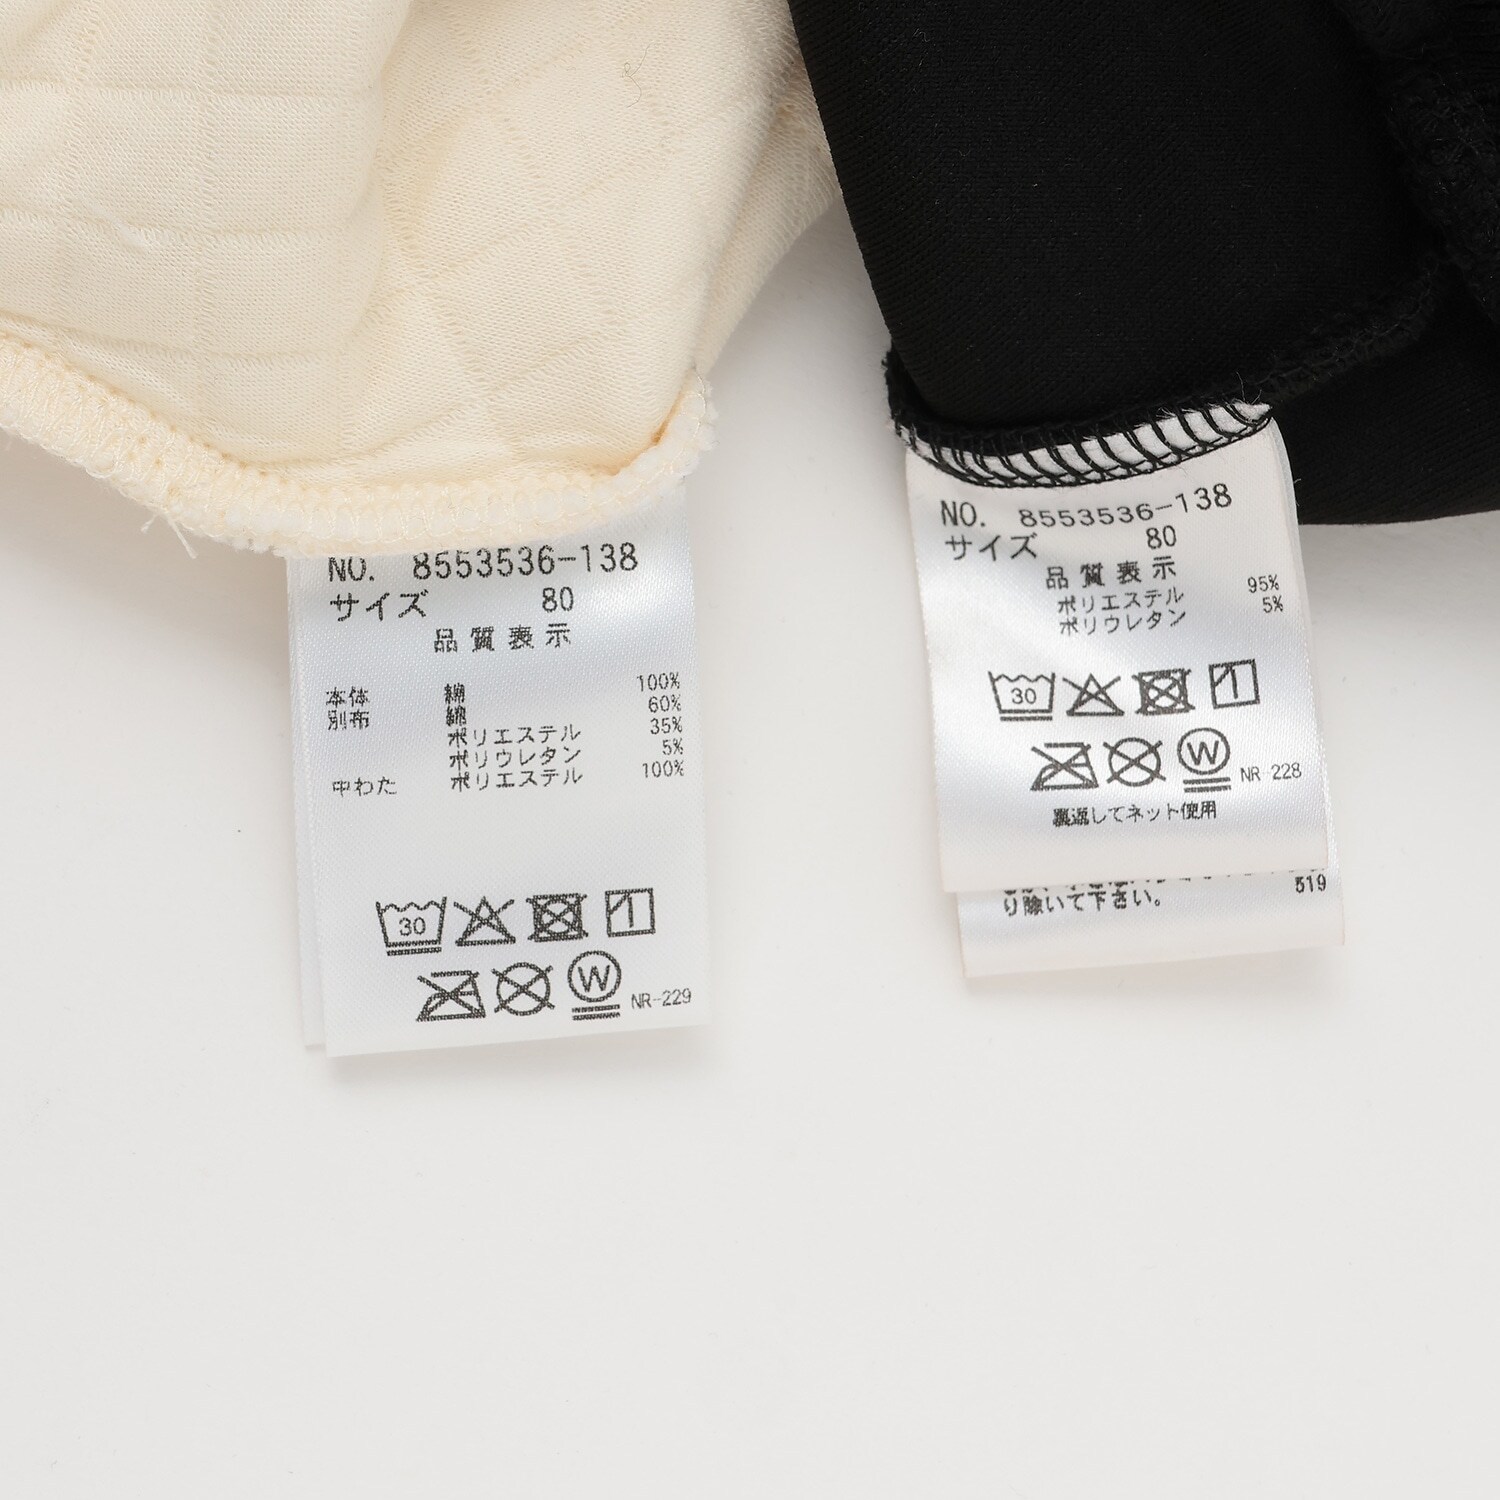 NO. 8553536-138
サイズ 80
品質表示
本体 綿 100%
別布 綿 60%
ポリエステル 35%
ポリウレタン 5%
中わた ポリエステル 100%
30
W
NR-229
NO. 8553536-138
サイズ 80
品質表示
ポリエステル 95%
ポリウレタン 5%
30
W
NR-228
裏返してネット使用
519
り除いて下さい。